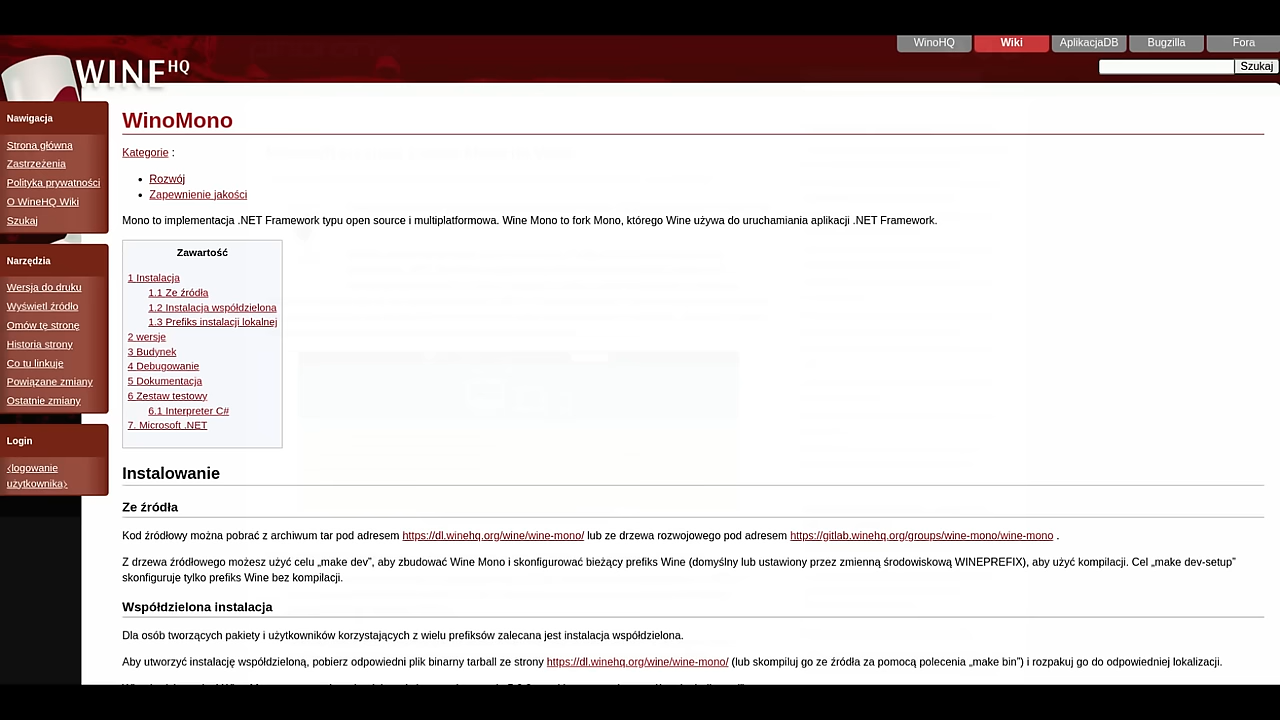 WinoHQ
Wiki
AplikacjaDB
Bugzilla
Fora
Szukaj
WINE HQ
Nawigacja
Strona główna
Zastrzeżenia
Polityka prywatności
O WineHQ Wiki
Szukaj
Narzędzia
Wersja do druku
Wyświetl źródło
Omów tę stronę
Historia strony
Co tu linkuje
Powiązane zmiany
Ostatnie zmiany
Login
‹logowanie
użytkownika›
WinoMono
Kategorie :
• Rozwój
• Zapewnienie jakości
Mono to implementacja .NET Framework typu open source i multiplatformowa. Wine Mono to fork Mono, którego Wine używa do uruchamiania aplikacji .NET Framework.
Zawartość
1 Instalacja
1.1 Ze źródła
1.2 Instalacja współdzielona
1.3 Prefiks instalacji lokalnej
2 wersje
3 Budynek
4 Debugowanie
5 Dokumentacja
6 Zestaw testowy
6.1 Interpreter C#
7. Microsoft .NET
Instalowanie
Ze źródła
Kod źródłowy można pobrać z archiwum tar pod adresem https://dl.winehq.org/wine/wine-mono/ lub ze drzewa rozwojowego pod adresem https://gitlab.winehq.org/groups/wine-mono/wine-mono .
Z drzewa źródłowego możesz użyć celu „make dev”, aby zbudować Wine Mono i skonfigurować bieżący prefiks Wine (domyślny lub ustawiony przez zmienną środowiskową WINEPREFIX), aby użyć kompilacji. Cel „make dev-setup”
skonfiguruje tylko prefiks Wine bez kompilacji.
Współdzielona instalacja
Dla osób tworzących pakiety i użytkowników korzystających z wielu prefiksów zalecana jest instalacja współdzielona.
Aby utworzyć instalację współdzieloną, pobierz odpowiedni plik binarny tarball ze strony https://dl.winehq.org/wine/wine-mono/ (lub skompiluj go ze źródła za pomocą polecenia „make bin”) i rozpakuj go do odpowiedniej lokalizacji.